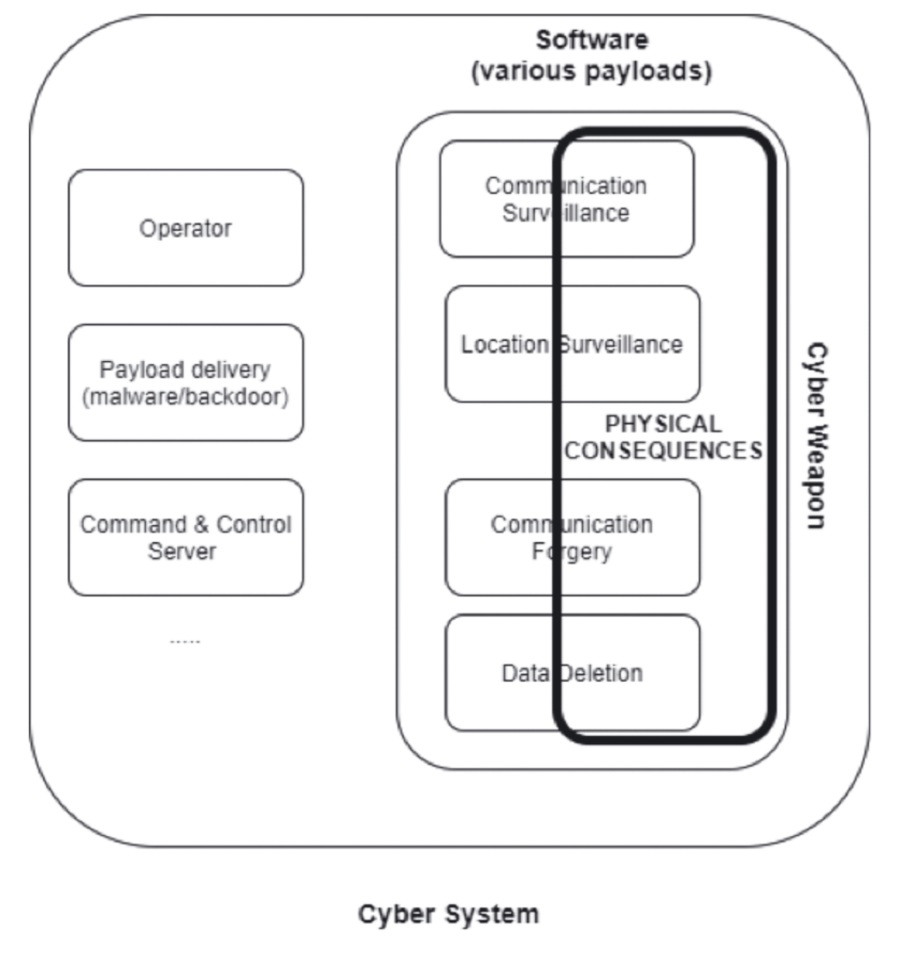 Software
(various payloads)
Communication
Surveillance
Operator
Location Surveillance
Payload delivery
(malware/backdoor)
PHYSICAL
CONSEQUENCES
Cyber Weapon
Command & Control
Server
Communication
Forgery
.....
Data Deletion
Cyber System